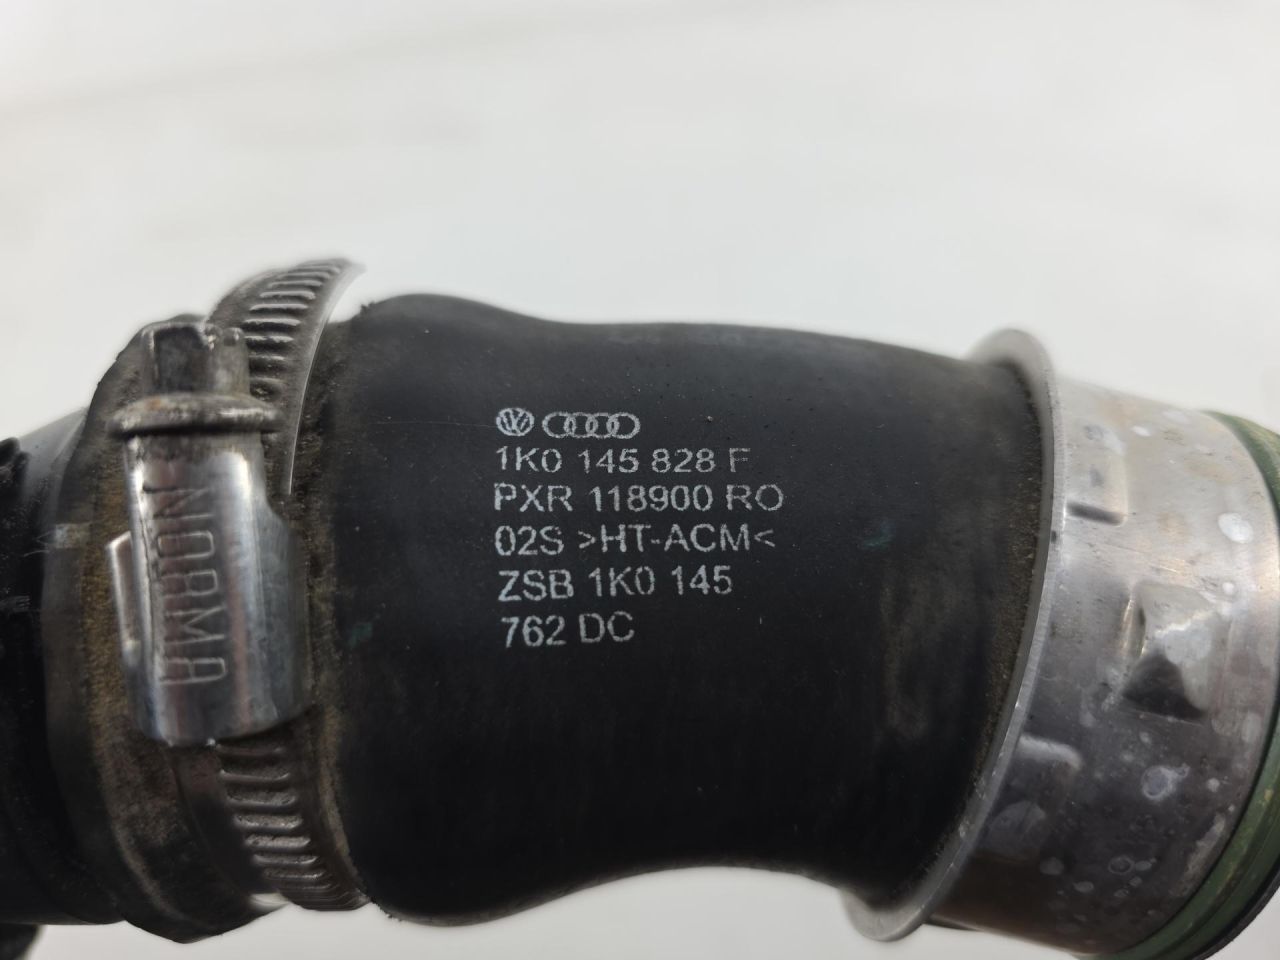 1K0 145 828 F
PXR 118900 RO
02S >HT-ACM<
ZSB 1K0 145
762 DC
NORMA